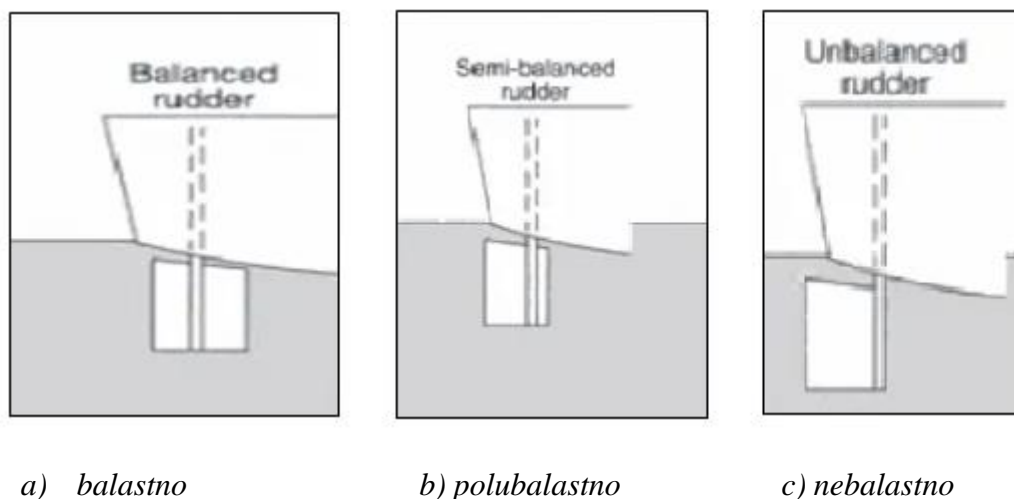 Balanced
rudder
Semi-balanced
rudder
Unbalanced
rudder
a) balastno
b) polubalastno
c) nebalastno